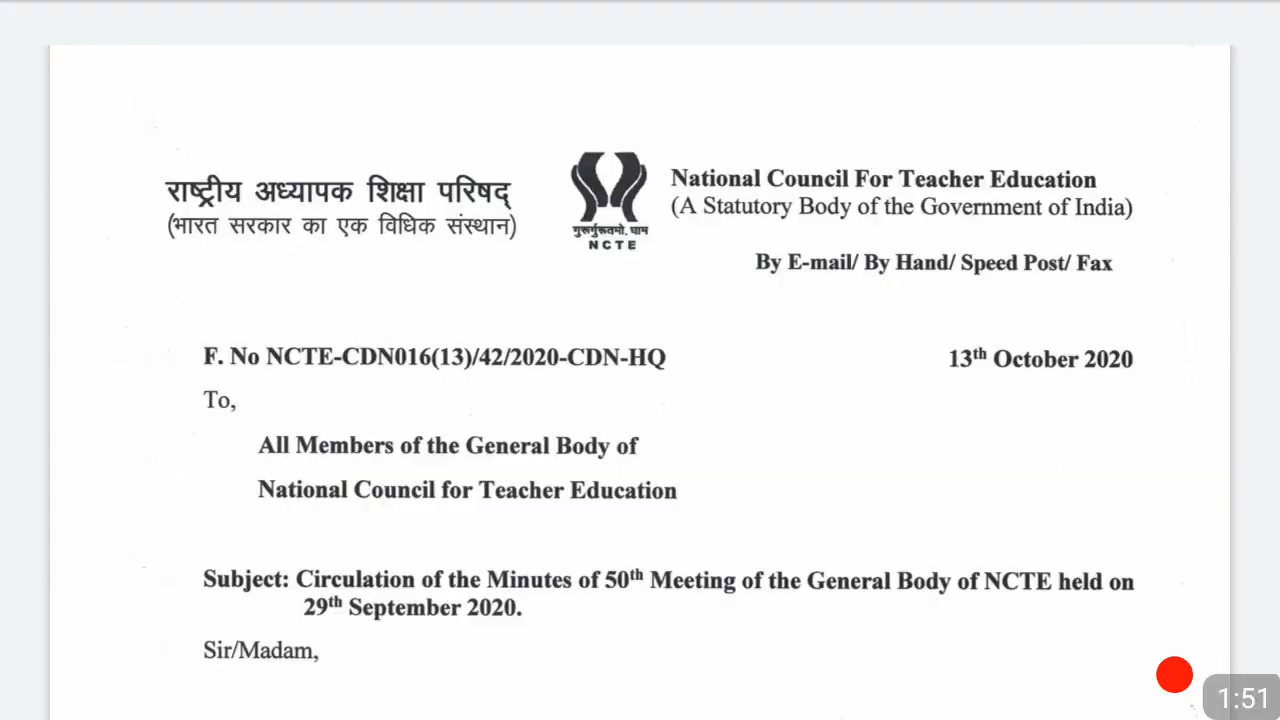 राष्ट्रीय अध्यापक शिक्षा परिषद्
(भारत सरकार का एक विधिक संस्थान)
गुरुर्गुरूतमो. धाम
NCTE
National Council For Teacher Education
(A Statutory Body of the Government of India)
By E-mail/ By Hand/ Speed Post/ Fax
F. No NCTE-CDN016(13)/42/2020-CDN-HQ
13th October 2020
To,
All Members of the General Body of
National Council for Teacher Education
Subject: Circulation of the Minutes of 50th Meeting of the General Body of NCTE held on
29th September 2020.
Sir/Madam,
1:51